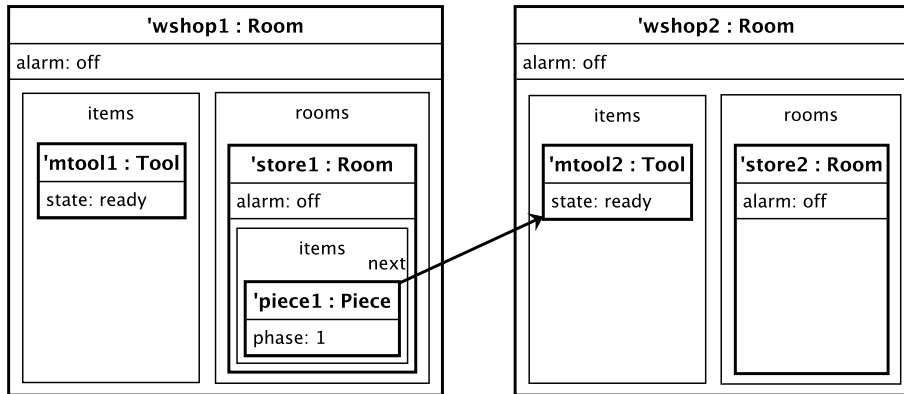 'wshop1 : Room
alarm: off
items
'mtool1 : Tool
state: ready
rooms
'store1 : Room
alarm: off
items
next
'piece1 : Piece
phase: 1
'wshop2 : Room
alarm: off
items
'mtool2 : Tool
state: ready
rooms
'store2 : Room
alarm: off